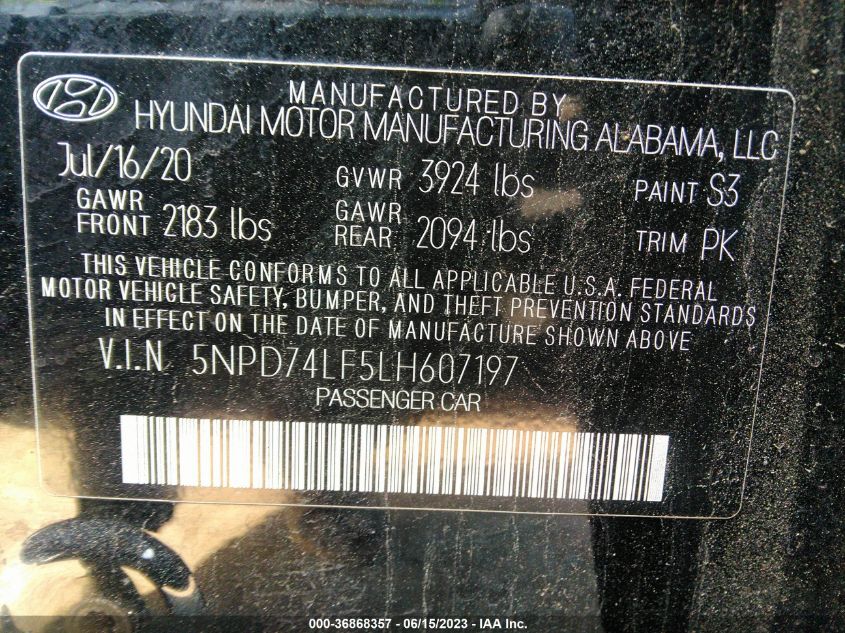 MANUFACTURED BY
HYUNDAI MOTOR MANUFACTURING ALABAMA, LLC
Jul/16/20 GVWR 3924 lbs PAINT S3
GAWR FRONT 2183 lbs GAWR REAR 2094 lbs TRIM PK
THIS VEHICLE CONFORMS TO ALL APPLICABLE U.S.A. FEDERAL
MOTOR VEHICLE SAFETY, BUMPER, AND THEFT PREVENTION STANDARDS
IN EFFECT ON THE DATE OF MANUFACTURE SHOWN ABOVE
V.I.N 5NPD74LF5LH607197
PASSENGER CAR
000-36868357 - 06/15/2023 - IAA Inc.